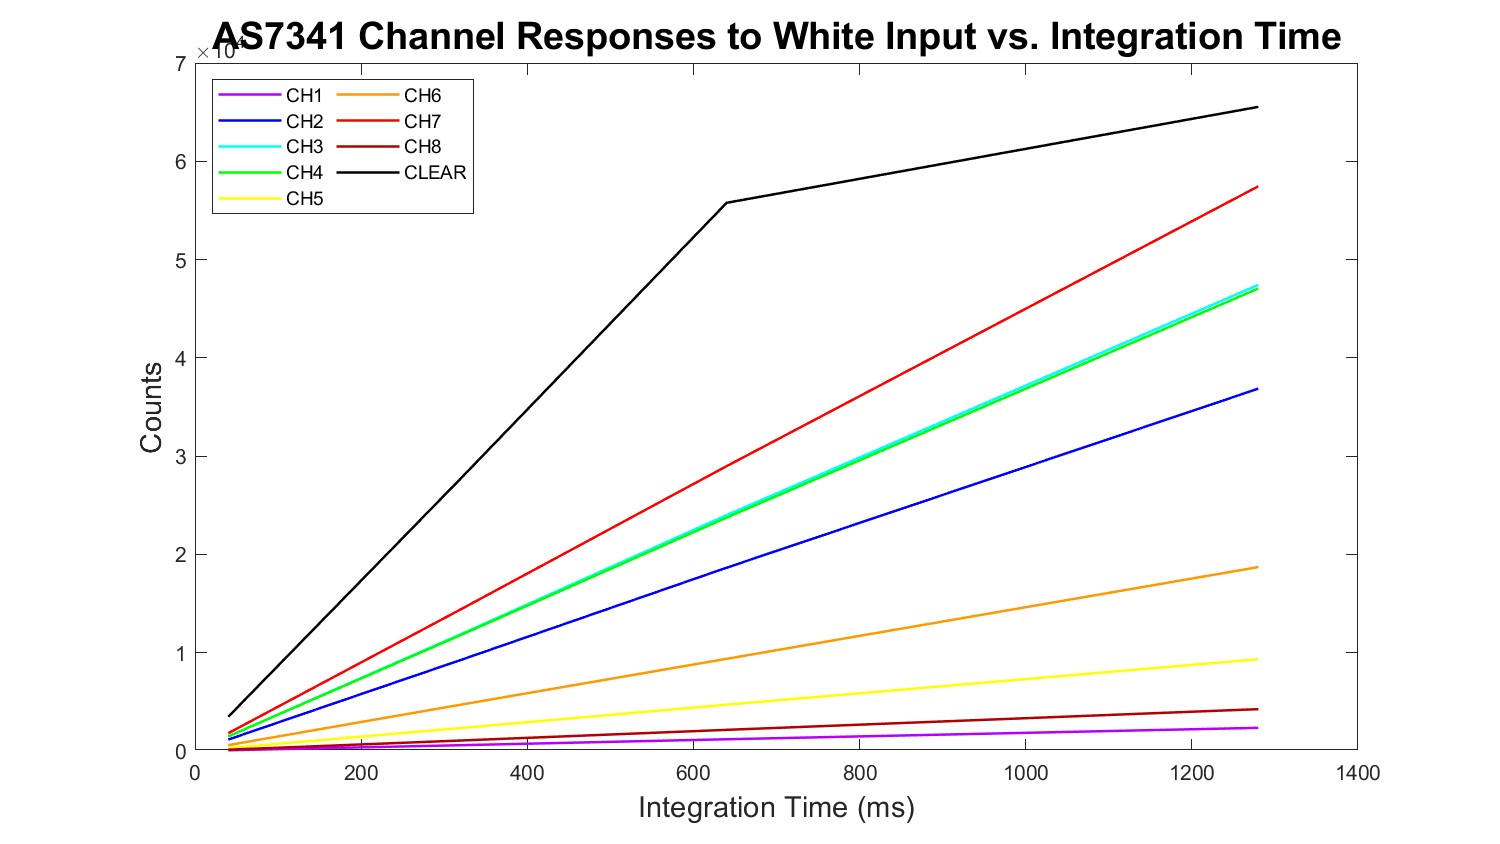 AS7341 Channel Responses to White Input vs. Integration Time
×10⁴
7
6
5
4
3
2
1
0
Counts
CH1 CH6
CH2 CH7
CH3 CH8
CH4 CLEAR
CH5
0 200 400 600 800 1000 1200 1400
Integration Time (ms)